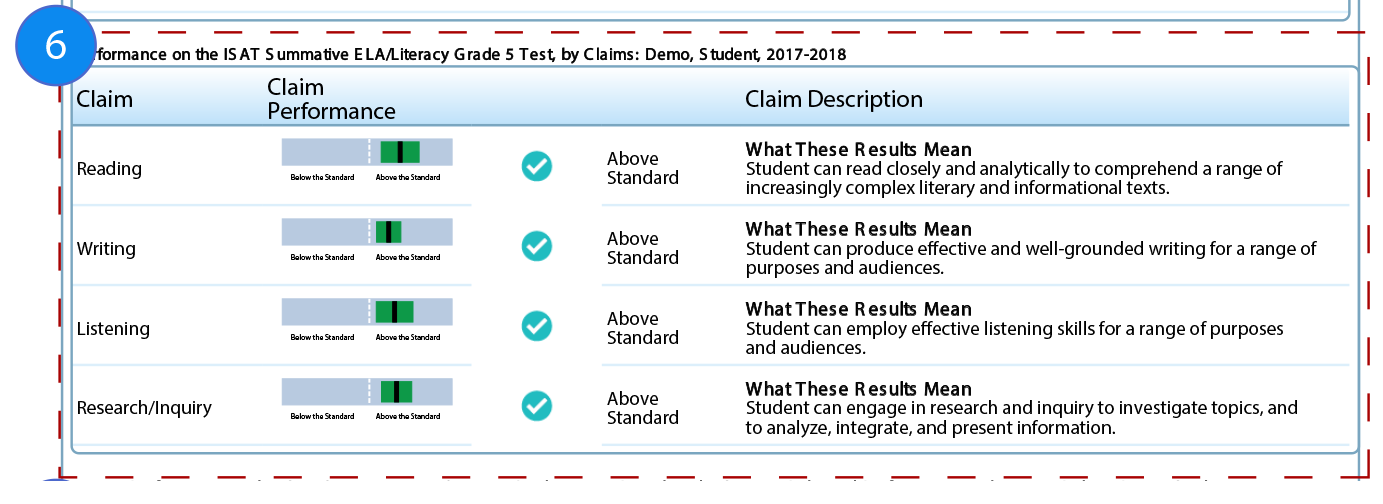 6
formance on the ISAT Summative ELA/Literacy Grade 5 Test, by Claims: Demo, Student, 2017-2018
Claim
Claim
Performance
Claim Description
Reading
Below the Standard Above the Standard
Above
Standard
What These Results Mean
Student can read closely and analytically to comprehend a range of
increasingly complex literary and informational texts.
Writing
Below the Standard Above the Standard
Above
Standard
What These Results Mean
Student can produce effective and well-grounded writing for a range of
purposes and audiences.
Listening
Below the Standard Above the Standard
Above
Standard
What These Results Mean
Student can employ effective listening skills for a range of purposes
and audiences.
Research/Inquiry
Below the Standard Above the Standard
Above
Standard
What These Results Mean
Student can engage in research and inquiry to investigate topics, and
to analyze, integrate, and present information.